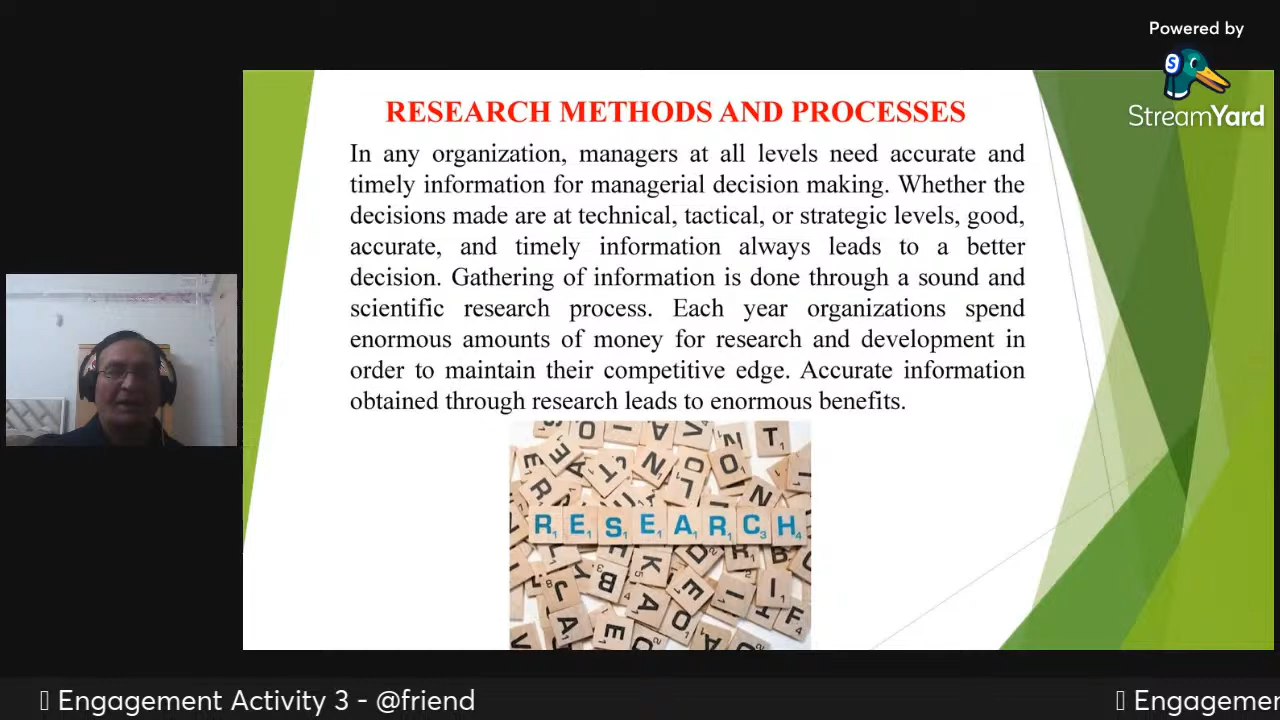 Powered by
StreamYard
RESEARCH METHODS AND PROCESSES
In any organization, managers at all levels need accurate and
timely information for managerial decision making. Whether the
decisions made are at technical, tactical, or strategic levels, good,
accurate, and timely information always leads to a better
decision. Gathering of information is done through a sound and
scientific research process. Each year organizations spend
enormous amounts of money for research and development in
order to maintain their competitive edge. Accurate information
obtained through research leads to enormous benefits.
RESEARCH
Engagement Activity 3 - @friend
Engagemen